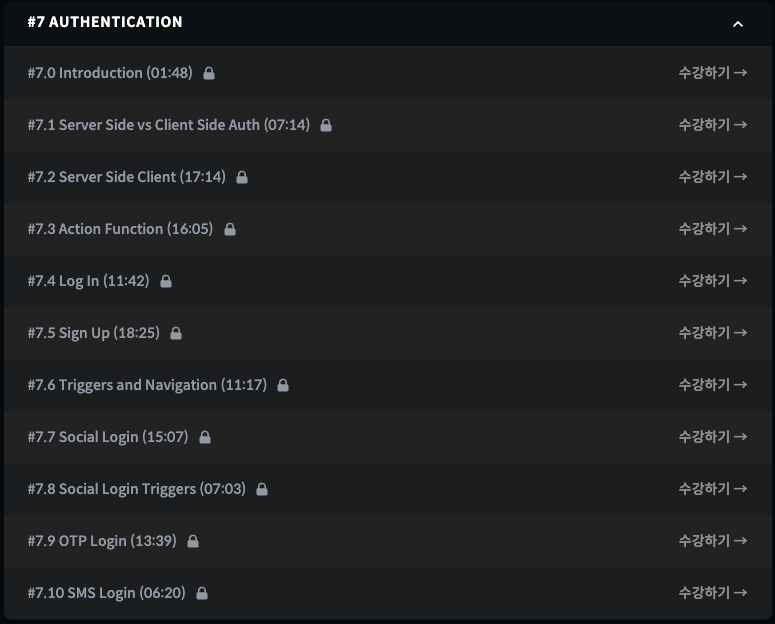 #7 AUTHENTICATION
#7.0 Introduction (01:48) 수강하기 →
#7.1 Server Side vs Client Side Auth (07:14) 수강하기 →
#7.2 Server Side Client (17:14) 수강하기 →
#7.3 Action Function (16:05) 수강하기 →
#7.4 Log In (11:42) 수강하기 →
#7.5 Sign Up (18:25) 수강하기 →
#7.6 Triggers and Navigation (11:17) 수강하기 →
#7.7 Social Login (15:07) 수강하기 →
#7.8 Social Login Triggers (07:03) 수강하기 →
#7.9 OTP Login (13:39) 수강하기 →
#7.10 SMS Login (06:20) 수강하기 →